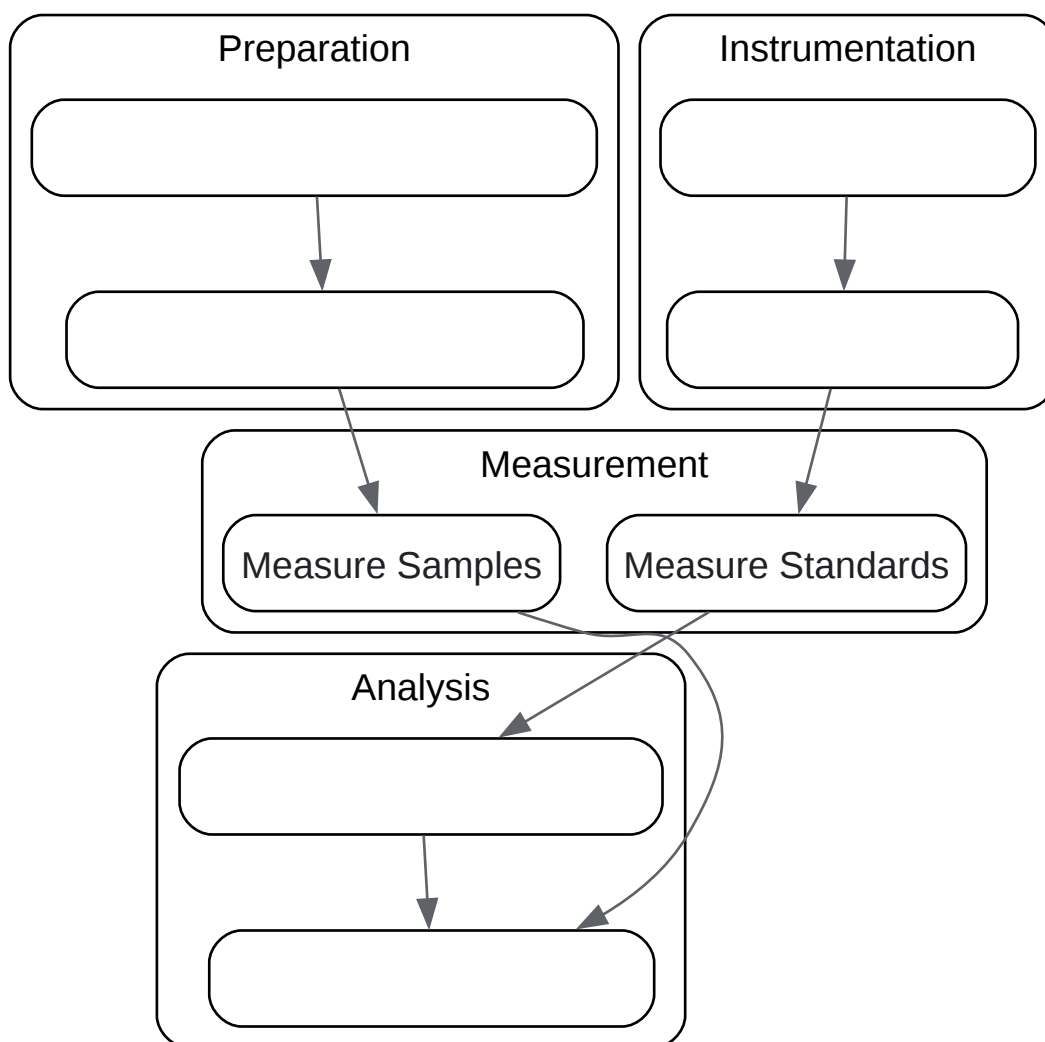 Preparation
Instrumentation
Measurement
Measure Samples
Measure Standards
Analysis